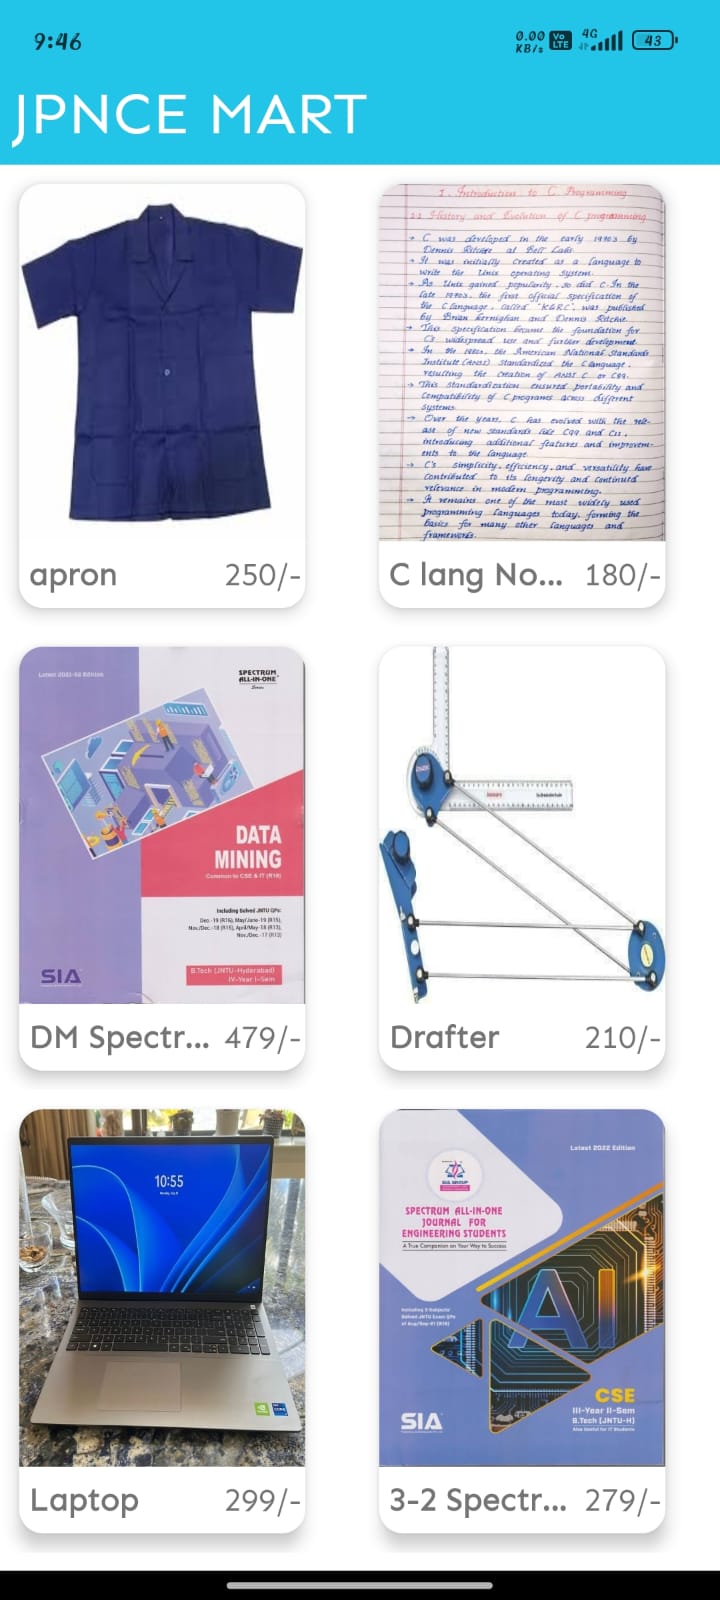 9:46
0.00 KB/s
Vo LTE
4G
43
JPNCE MART
1. Introduction to C Programming
1.1 History and Evolution of C programming
→ C was developed in the early 1970's by
Dennis Ritchie at Bell Labs.
→ It was initially created as a language to
write the Unix operating system.
→ As Unix gained popularity, so did C. In the
late 1970s, the first official specification of
the C language, called "K&RC", was published
by Brian Kernighan and Dennis Ritchie.
→ This specification became the foundation for
C's widespread use and further development.
→ In the 1980s, the American National Standards
Institute (ANSI) standardized the C language,
resulting the creation of ANSI C or C89.
→ This standardization ensured portability and
Compatibility of C programs across different
systems.
→ Over the years, C has evolved with the rele-
ase of new standards like C99 and C11,
introducing additional features and improvem-
ents to the language.
→ C's simplicity, efficiency, and versatility have
contributed to its longevity and continued
relevance in modern programming.
→ It remains one of the most widely used
programming languages today, forming the
basics for many other languages and
frameworks.
apron 250/-
C lang No... 180/-
SPECTRUM
ALL-IN-ONE
Series
DATA
MINING
Common to CSE & IT (R18)
Including Solved JNTU QPs:
Dec.-19 (R16), May/June-19 (R15),
Nov./Dec.-18 (R15), April/May-18 (R13),
Nov./Dec.-17 (R13)
SIA
B.Tech (JNTU-Hyderabad)
IV-Year I-Sem
DM Spectr... 479/-
Drafter 210/-
10:55
Latest 2022 Edition
SIA GROUP
SPECTRUM ALL-IN-ONE
JOURNAL FOR
ENGINEERING STUDENTS
A True Companion on Your Way to Success
AI
CSE
III-Year II-Sem
B.Tech (JNTU-H)
Also Useful for IT Students
SIA
Laptop 299/-
3-2 Spectr... 279/-